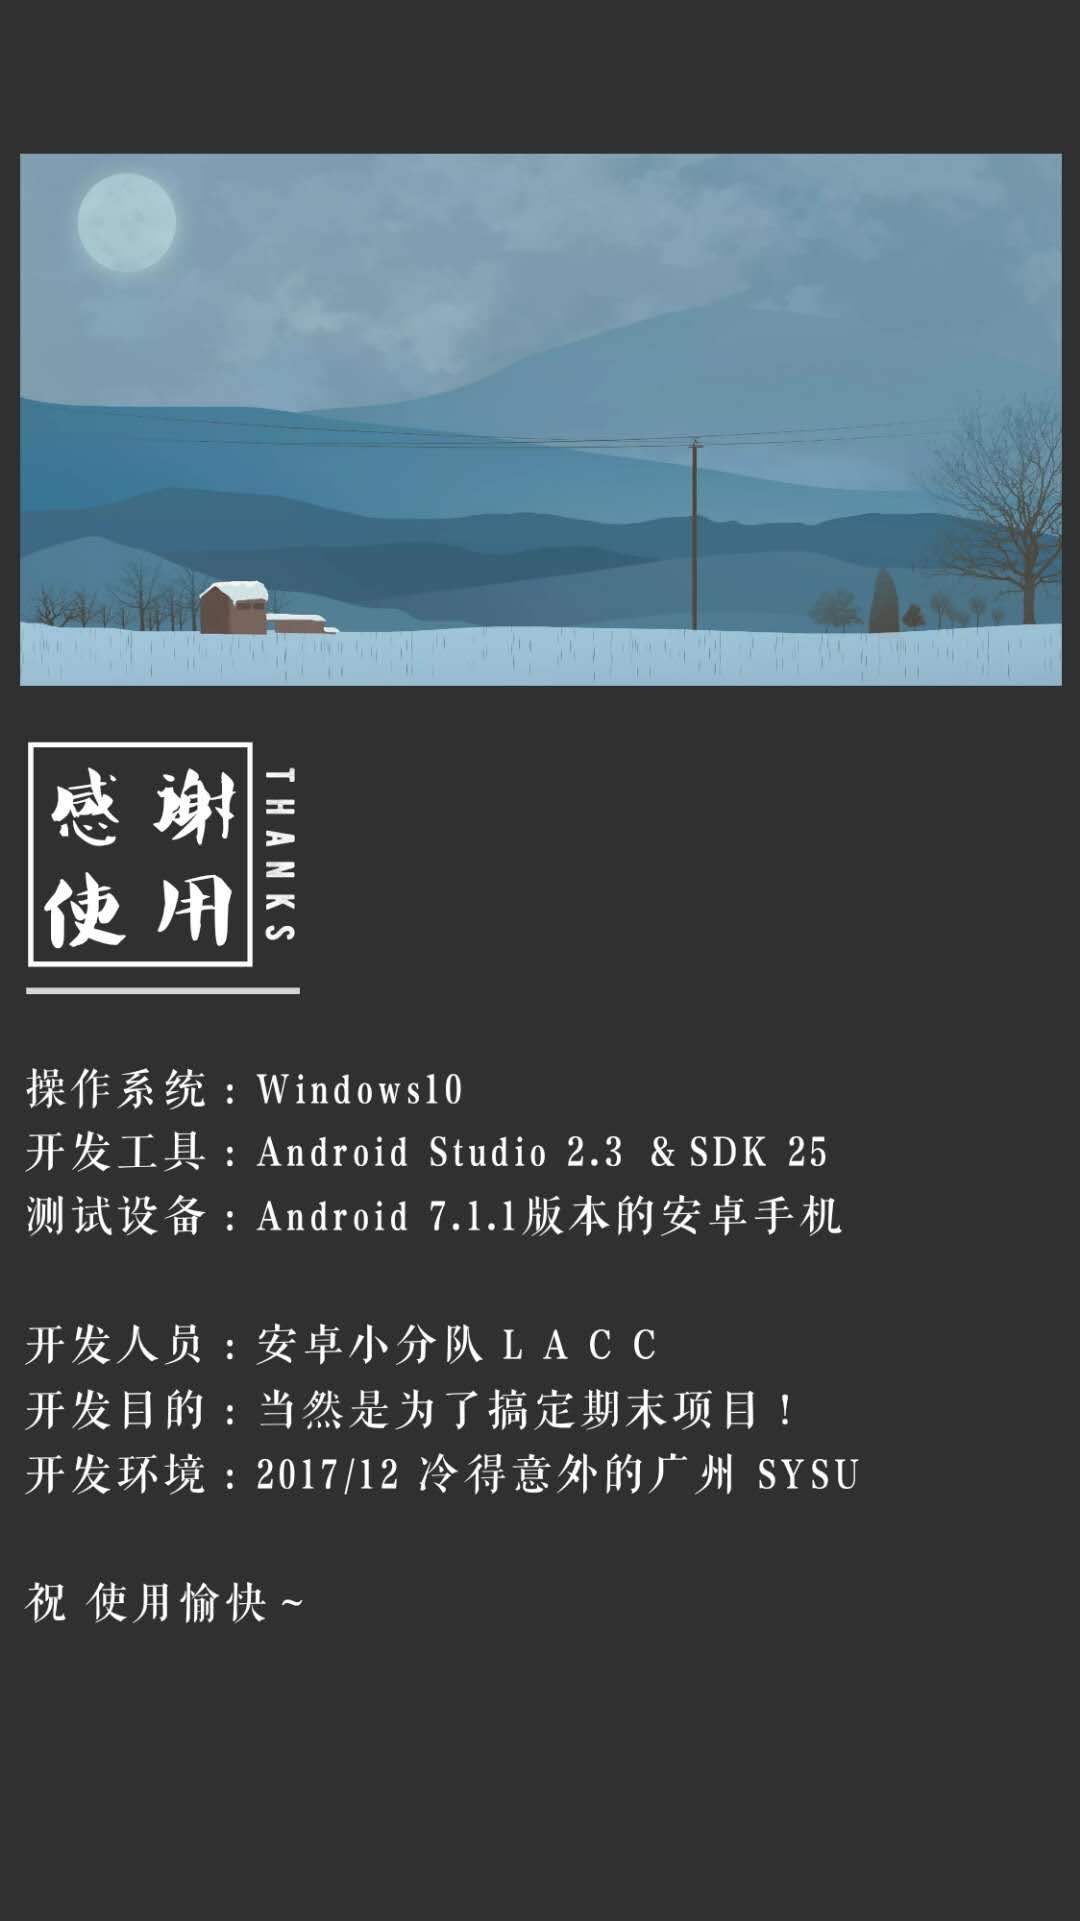 感谢
使用
THANKS
操作系统：Windows10
开发工具：Android Studio 2.3 & SDK 25
测试设备：Android 7.1.1版本的安卓手机
开发人员：安卓小分队 L A C C
开发目的：当然是为了搞定期末项目！
开发环境：2017/12 冷得意外的广州 SYSU
祝 使用愉快~